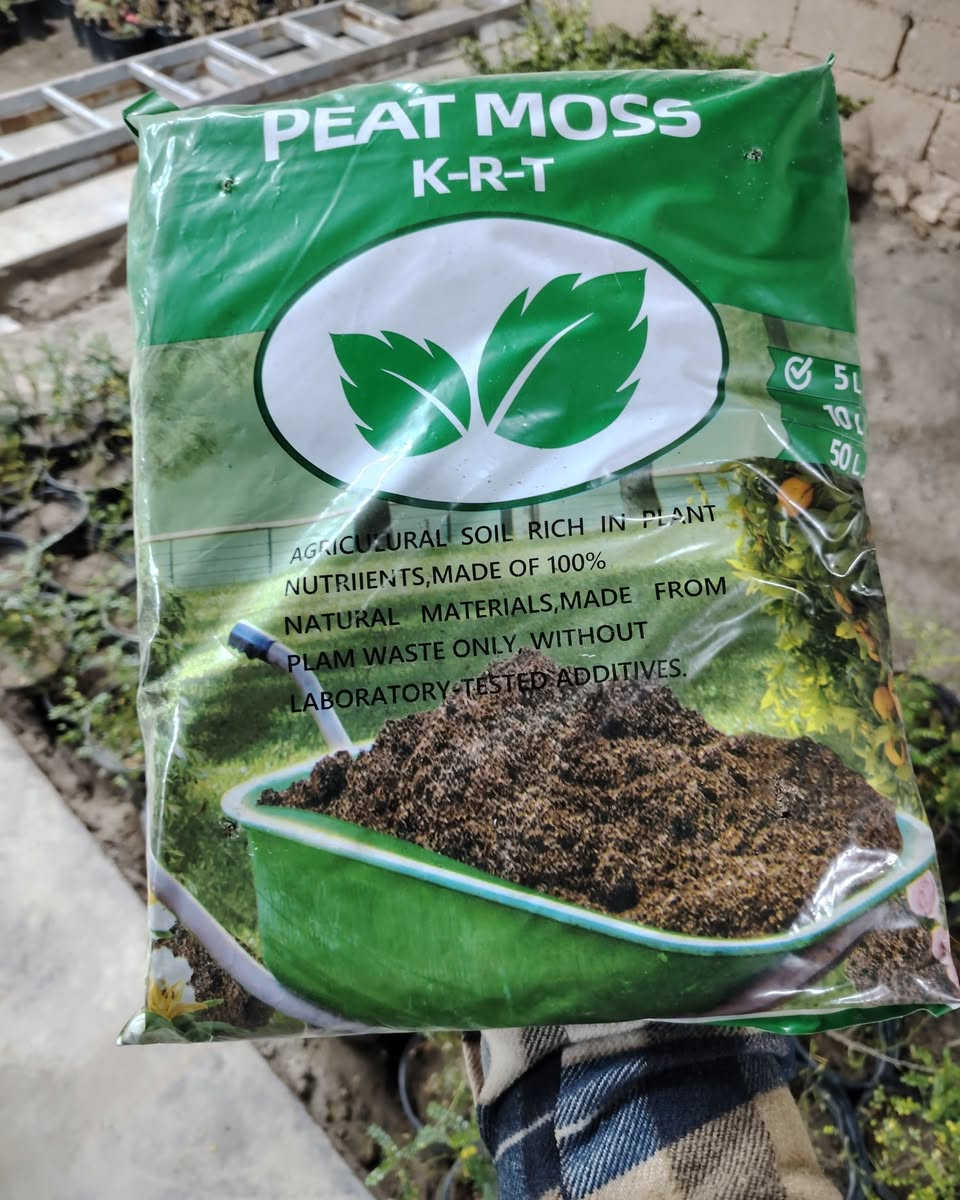 PEAT MOSS
K-R-T
5 L
10 L
50 L
AGRICULURAL SOIL RICH IN PLANT
NUTRIIENTS,MADE OF 100%
NATURAL MATERIALS,MADE FROM
PLAM WASTE ONLY, WITHOUT
LABORATORY-TESTED ADDITIVES.